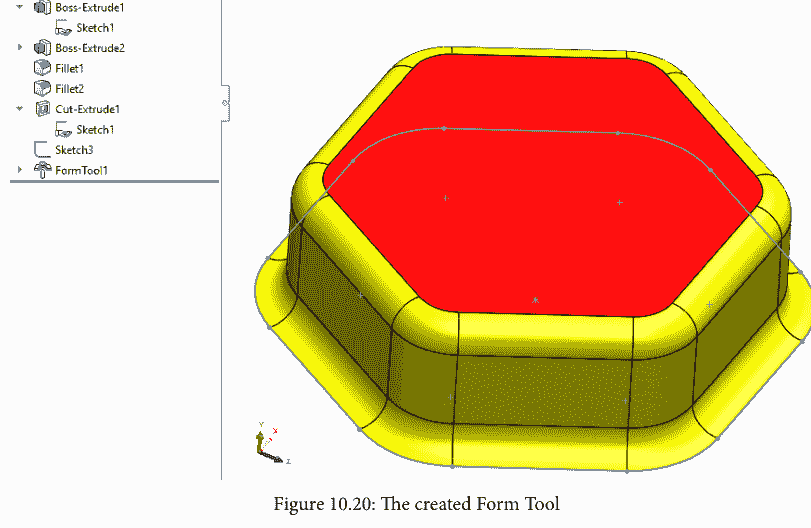 Boss-Extrude1
Sketch1
Boss-Extrude2
Fillet1
Fillet2
Cut-Extrude1
Sketch1
Sketch3
FormTool1
Y
X
Z
Figure 10.20: The created Form Tool